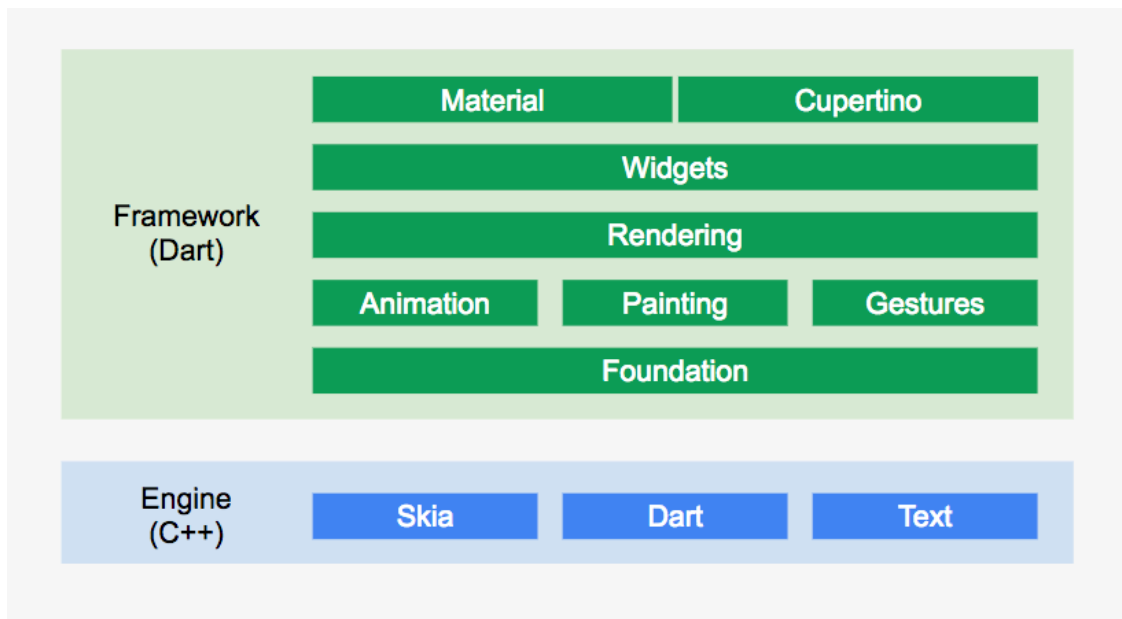 Material
Cupertino
Widgets
Framework
(Dart)
Rendering
Animation
Painting
Gestures
Foundation
Engine
(C++)
Skia
Dart
Text